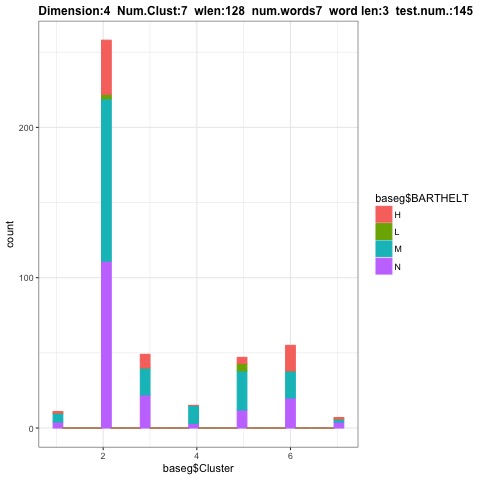 Dimension:4 Num.Clust:7 wlen:128 num.words7 word len:3 test.num.:145
200
100
0
count
2
4
6
baseg$Cluster
baseg$BARTHELT
H
L
M
N